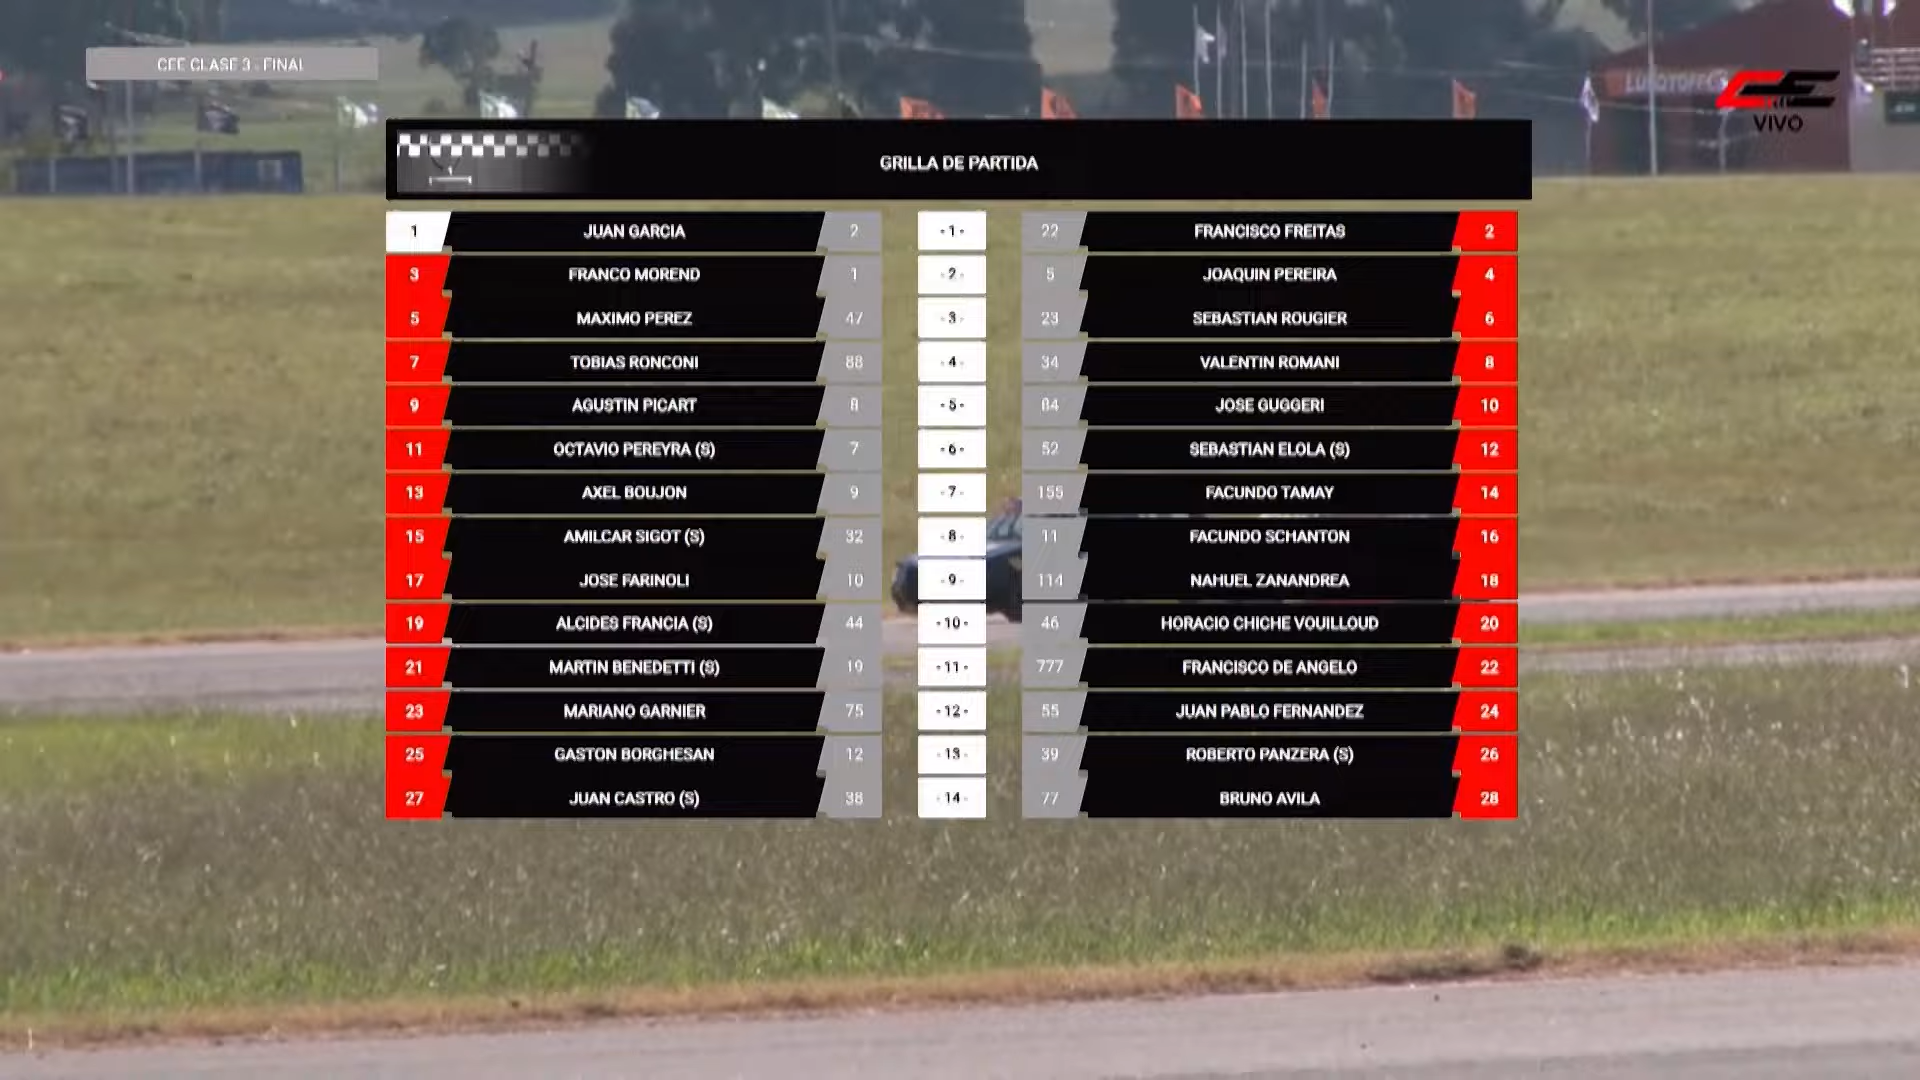 CEE CLASE 3 - FINAL
VIVO
GRILLA DE PARTIDA
1 JUAN GARCIA 2 - 1 - 22 FRANCISCO FREITAS 2
3 FRANCO MOREND 1 - 2 - 5 JOAQUIN PEREIRA 4
5 MAXIMO PEREZ 47 - 3 - 23 SEBASTIAN ROUGIER 6
7 TOBIAS RONCONI 88 - 4 - 34 VALENTIN ROMANI 8
9 AGUSTIN PICART 8 - 5 - 84 JOSE GUGGERI 10
11 OCTAVIO PEREYRA (S) 7 - 6 - 52 SEBASTIAN ELOLA (S) 12
13 AXEL BOUJON 9 - 7 - 155 FACUNDO TAMAY 14
15 AMILCAR SIGOT (S) 32 - 8 - 11 FACUNDO SCHANTON 16
17 JOSE FARINOLI 10 - 9 - 114 NAHUEL ZANANDREA 18
19 ALCIDES FRANCIA (S) 44 - 10 - 46 HORACIO CHICHE VOUILLOUD 20
21 MARTIN BENEDETTI (S) 19 - 11 - 777 FRANCISCO DE ANGELO 22
23 MARIANO GARNIER 75 - 12 - 55 JUAN PABLO FERNANDEZ 24
25 GASTON BORGHESAN 12 - 13 - 39 ROBERTO PANZERA (S) 26
27 JUAN CASTRO (S) 38 - 14 - 77 BRUNO AVILA 28